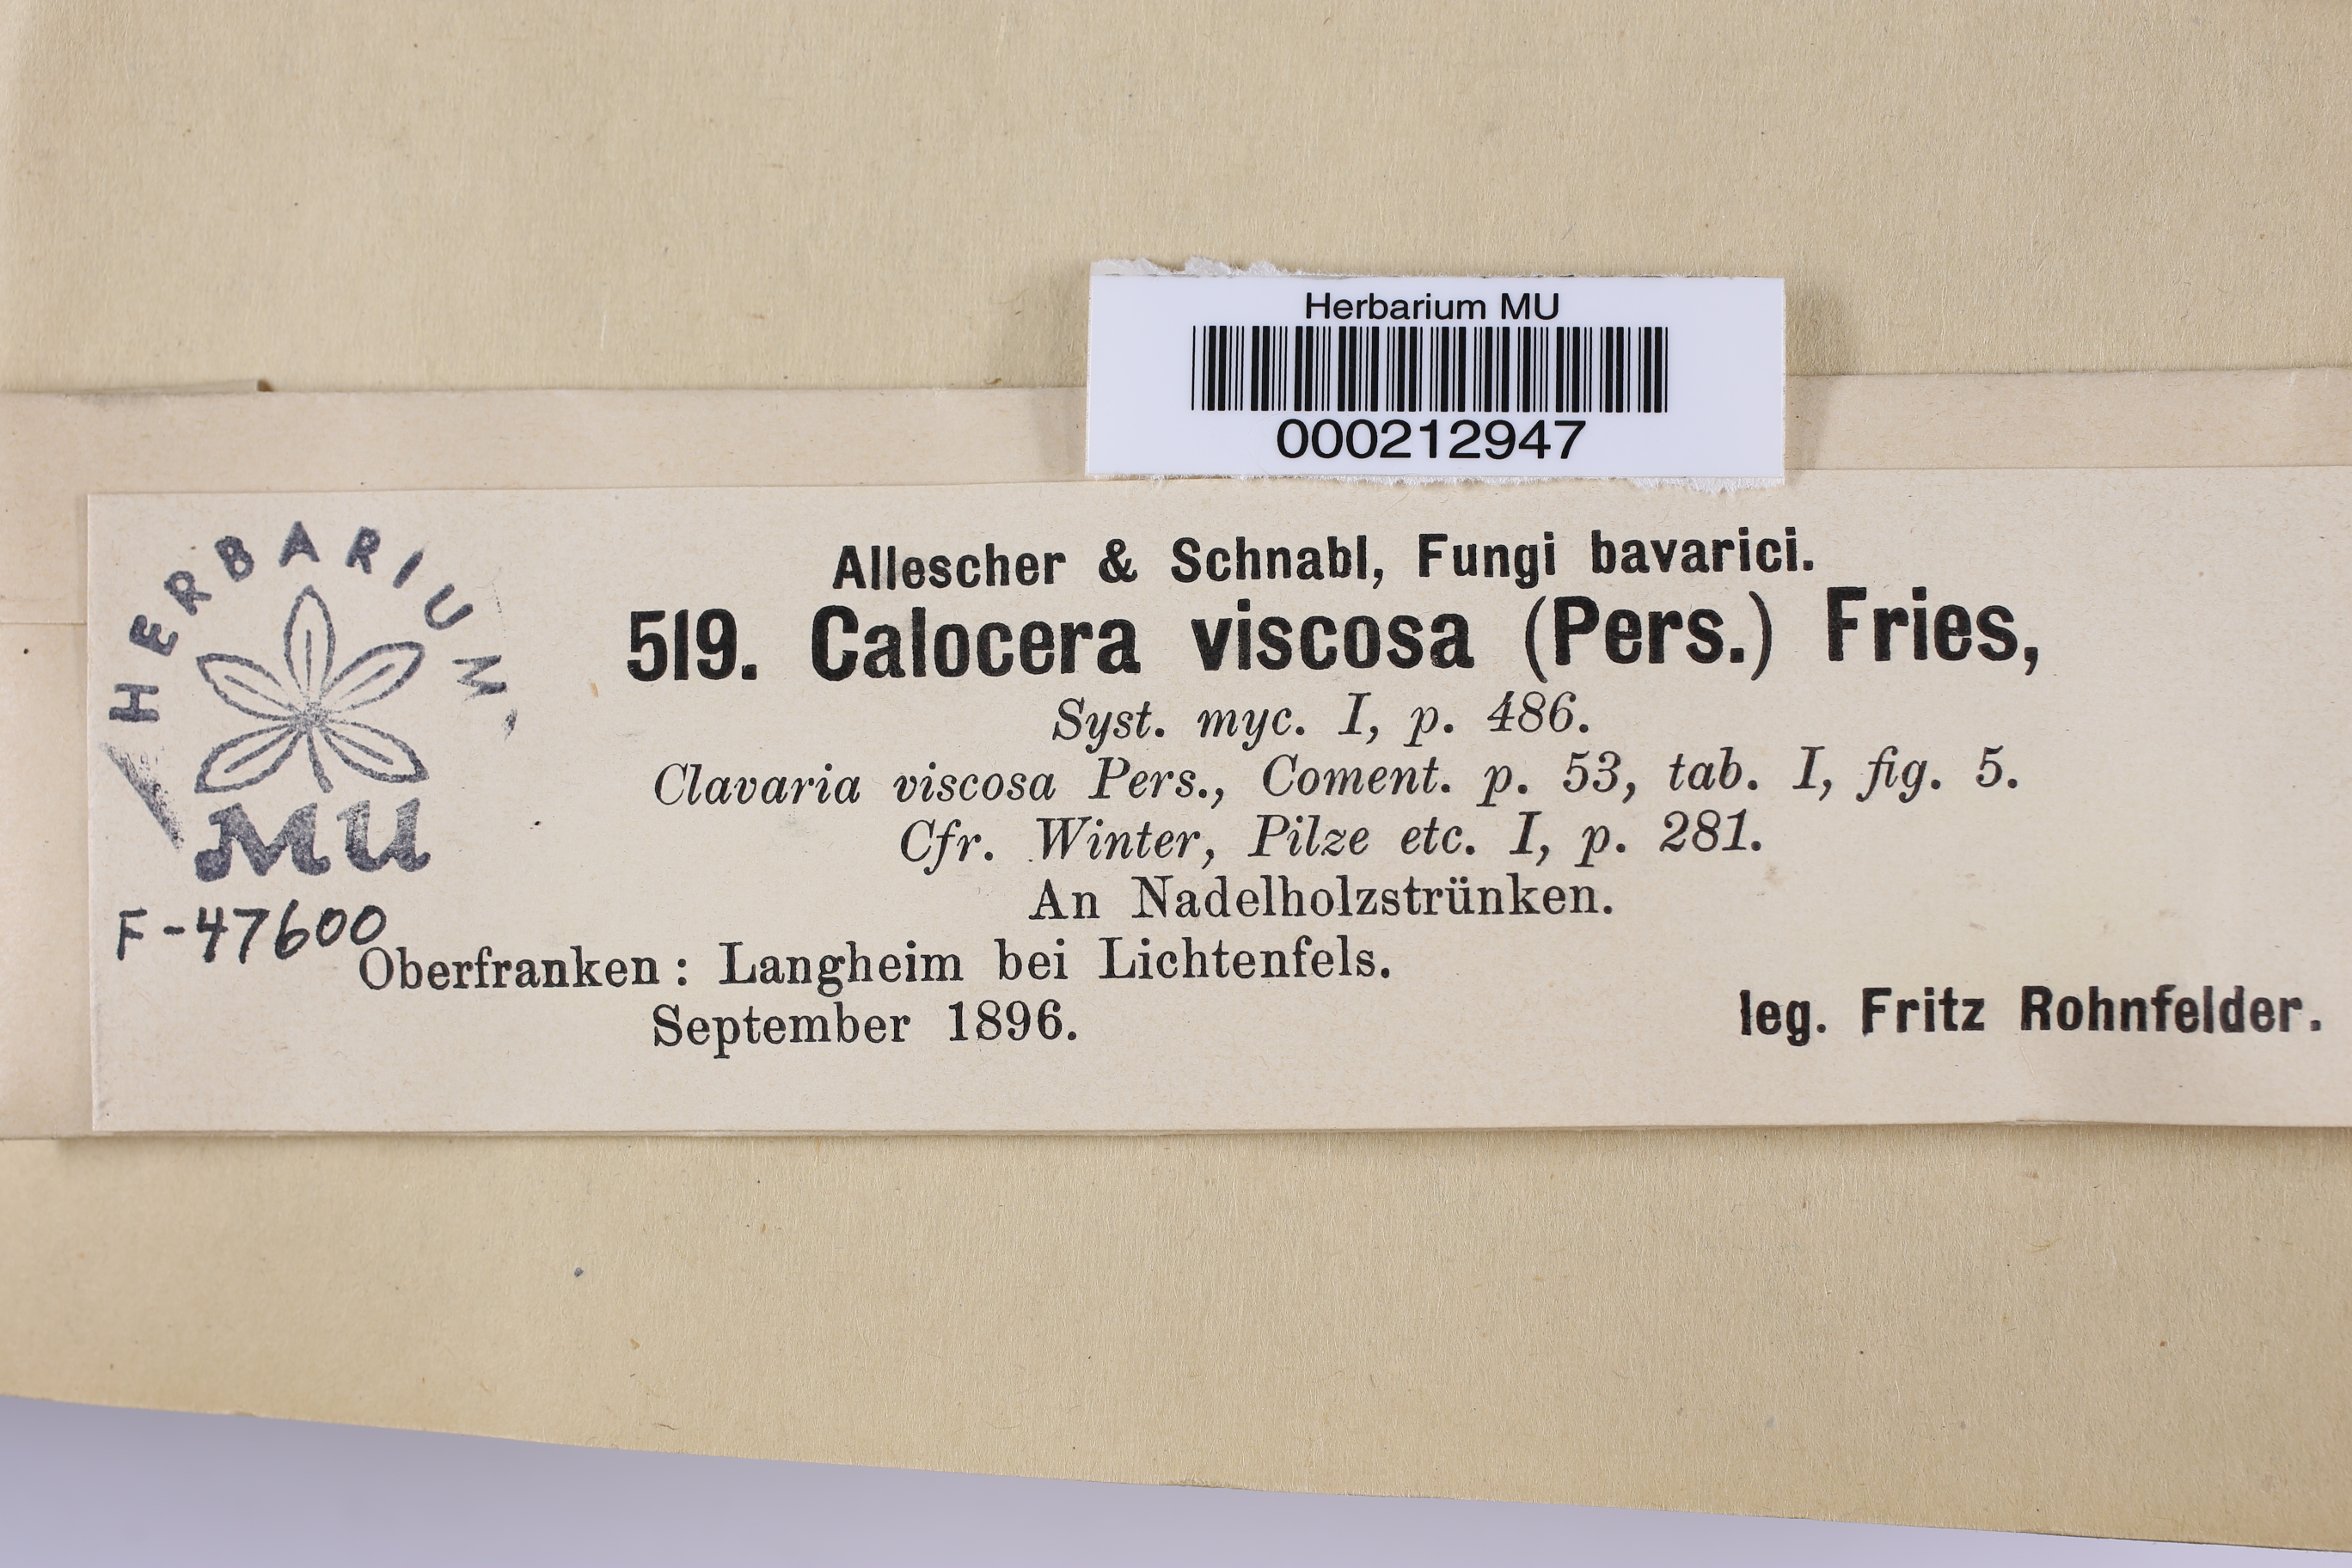 Herbarium MU
000212947
HERBARIUM
MU
F-47600
Allescher & Schnabl, Fungi bavarici.
519. Calocera viscosa (Pers.) Fries,
Syst. myc. I, p. 486.
Clavaria viscosa Pers., Coment. p. 53, tab. I, fig. 5.
Cfr. Winter, Pilze etc. I, p. 281.
An Nadelholzstrünken.
Oberfranken: Langheim bei Lichtenfels.
September 1896.
leg. Fritz Rohnfelder.